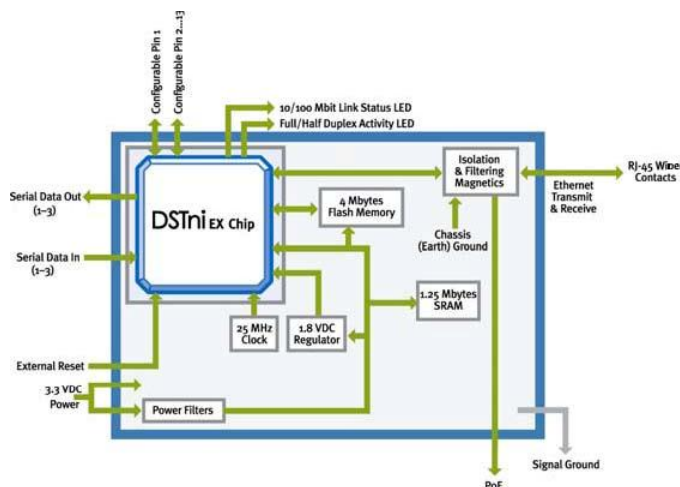 Configurable Pin 1
Configurable Pin 2...13
10/100 Mbit Link Status LED
Full/Half Duplex Activity LED
Serial Data Out
(1–3)
DSTni EX Chip
4 Mbytes
Flash Memory
Isolation
& Filtering
Magnetics
RJ-45 Wire
Contacts
Ethernet
Transmit
& Receive
Chassis
(Earth) Ground
Serial Data In
(1–3)
25 MHz
Clock
1.8 VDC
Regulator
1.25 Mbytes
SRAM
External Reset
3.3 VDC
Power
Power Filters
Signal Ground
PoE